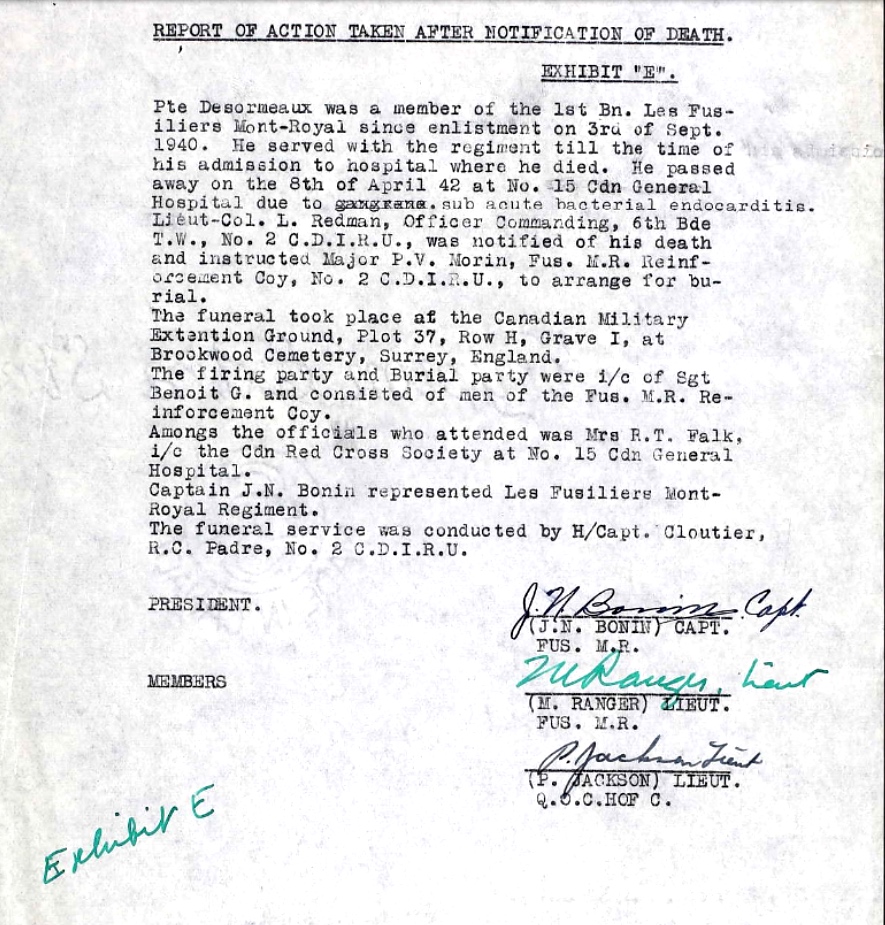 REPORT OF ACTION TAKEN AFTER NOTIFICATION OF DEATH.
EXHIBIT "E".
Pte Desormeaux was a member of the 1st Bn. Les Fus-
iliers Mont-Royal since enlistment on 3rd of Sept.
1940. He served with the regiment till the time of
his admission to hospital where he died. He passed
away on the 8th of April 42 at No. 15 Cdn General
Hospital due to gangrene. sub acute bacterial endocarditis.
Lieut-Col. L. Redman, Officer Commanding, 6th Bde
T.W., No. 2 C.D.I.R.U., was notified of his death
and instructed Major P.V. Morin, Fus. M.R. Reinf-
orcement Coy, No. 2 C.D.I.R.U., to arrange for bu-
rial.
The funeral took place at the Canadian Military
Extention Ground, Plot 37, Row H, Grave I, at
Brookwood Cemetery, Surrey, England.
The firing party and Burial party were i/c of Sgt
Benoit G. and consisted of men of the Fus. M.R. Re-
inforcement Coy.
Amongs the officials who attended was Mrs R.T. Falk,
i/c the Cdn Red Cross Society at No. 15 Cdn General
Hospital.
Captain J.N. Bonin represented Les Fusiliers Mont-
Royal Regiment.
The funeral service was conducted by H/Capt. Cloutier,
R.C. Padre, No. 2 C.D.I.R.U.
PRESIDENT.
J.N. Bonin Capt.
(J.N. BONIN) CAPT.
FUS. M.R.
MEMBERS
M Ranger, Lieut
(M. RANGER) LIEUT.
FUS. M.R.
P. Jackson Lieut
(P. JACKSON) LIEUT.
Q.O.C.HOF C.
Exhibit E